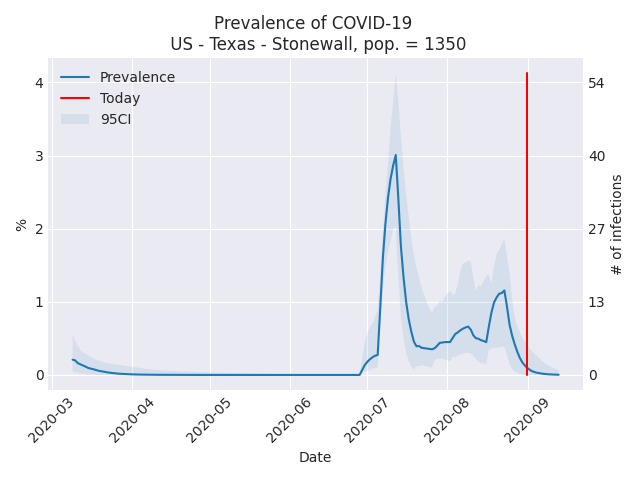 Prevalence of COVID-19
US - Texas - Stonewall, pop. = 1350
Prevalence
Today
95CI
4
3
2
1
0
%
54
40
27
13
0
# of infections
2020-03
2020-04
2020-05
2020-06
2020-07
2020-08
2020-09
Date